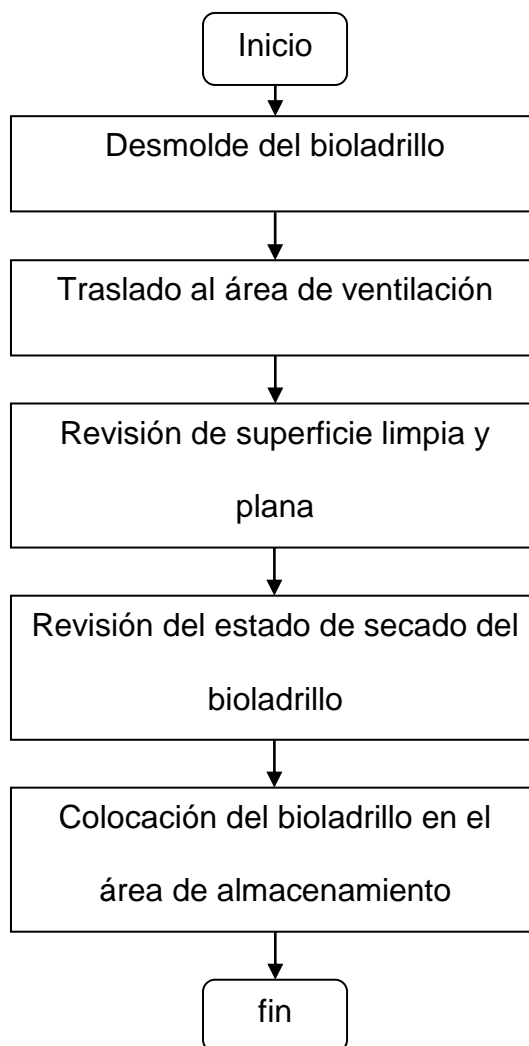 Inicio
Desmolde del bioladrillo
Traslado al área de ventilación
Revisión de superficie limpia y
plana
Revisión del estado de secado del
bioladrillo
Colocación del bioladrillo en el
área de almacenamiento
fin